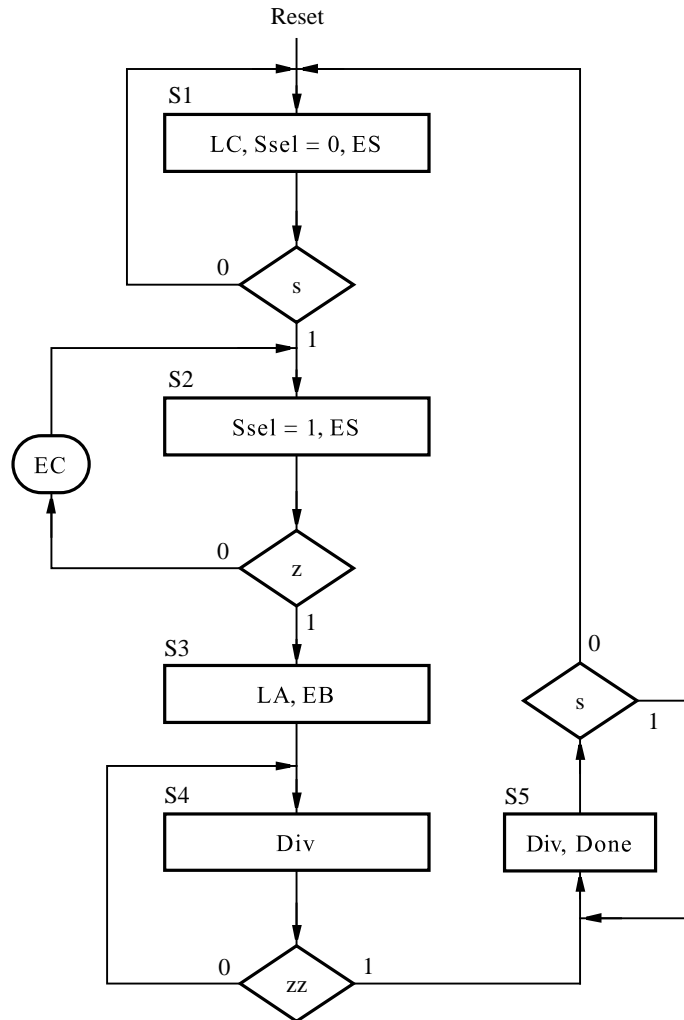 Reset
S1
LC, Ssel = 0, ES
0
s
1
S2
Ssel = 1, ES
EC
0
z
1
S3
LA, EB
0
s
1
S4
Div
S5
Div, Done
0
zz
1